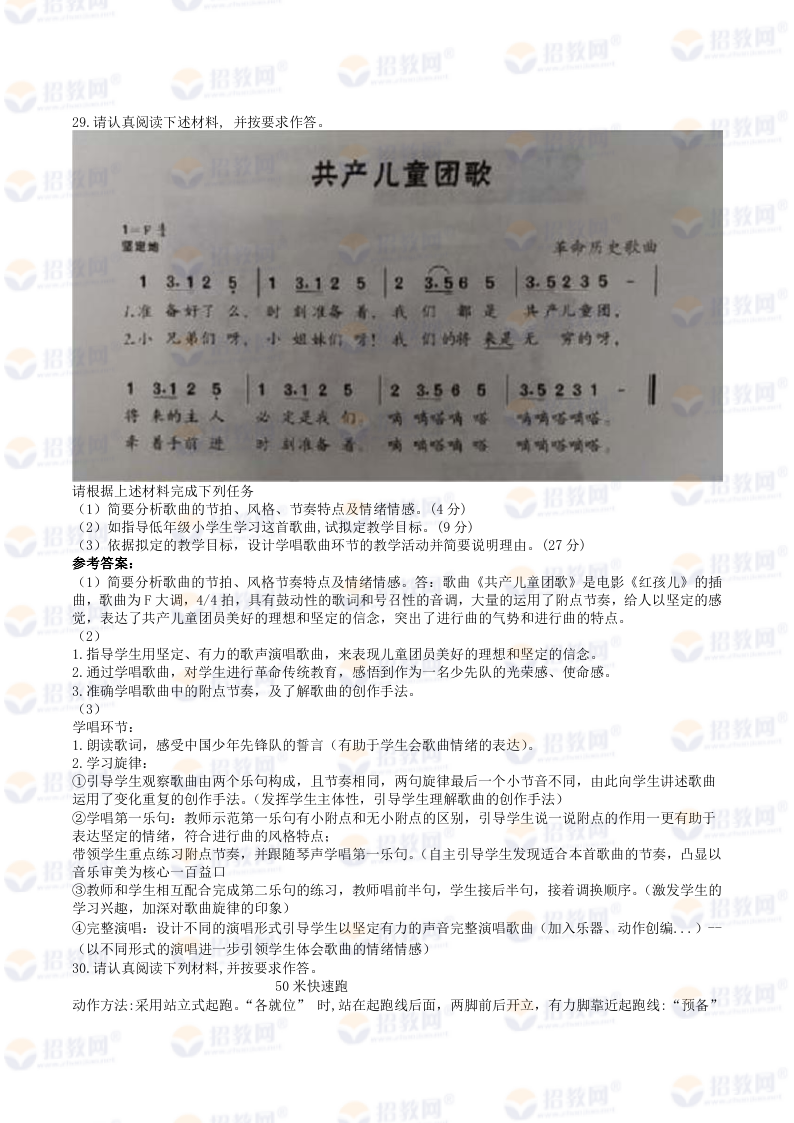 29.请认真阅读下述材料, 并按要求作答。
共产儿童团歌
1=F 4/4
坚定地
革命历史歌曲
1 3.1 2 5 | 1 3.1 2 5 | 2 3.5 6 5 | 3.5 2 3 5 - |
1.准 备好了 么, 时 刻准备 着, 我 们 都 是 共产儿童团,
2.小 兄弟们 呀, 小 姐妹们 呀! 我 们的将 来是 无 穷的呀,
1 3.1 2 5 | 1 3.1 2 5 | 2 3.5 6 5 | 3.5 2 3 1 - ‖
将 来的主 人 必 定是我 们。 嘀 嘀嗒嘀 嗒 嘀嘀嗒嘀嗒。
牵 着手前 进 时 刻准备 着。 嘀 嘀嗒嘀 嗒 嘀嘀嗒嘀嗒。
请根据上述材料完成下列任务
（1）简要分析歌曲的节拍、风格、节奏特点及情绪情感。(4 分)
（2）如指导低年级小学生学习这首歌曲,试拟定教学目标。(9 分)
（3）依据拟定的教学目标，设计学唱歌曲环节的教学活动并简要说明理由。(27 分)
参考答案：
（1）简要分析歌曲的节拍、风格节奏特点及情绪情感。答：歌曲《共产儿童团歌》是电影《红孩儿》的插
曲，歌曲为 F 大调，4/4 拍，具有鼓动性的歌词和号召性的音调，大量的运用了附点节奏，给人以坚定的感
觉，表达了共产儿童团员美好的理想和坚定的信念，突出了进行曲的气势和进行曲的特点。
（2）
1.指导学生用坚定、有力的歌声演唱歌曲，来表现儿童团员美好的理想和坚定的信念。
2.通过学唱歌曲，对学生进行革命传统教育，感悟到作为一名少先队的光荣感、使命感。
3.准确学唱歌曲中的附点节奏，及了解歌曲的创作手法。
（3）
学唱环节：
1.朗读歌词，感受中国少年先锋队的誓言（有助于学生会歌曲情绪的表达）。
2.学习旋律：
①引导学生观察歌曲由两个乐句构成，且节奏相同，两句旋律最后一个小节音不同，由此向学生讲述歌曲
运用了变化重复的创作手法。（发挥学生主体性，引导学生理解歌曲的创作手法）
②学唱第一乐句：教师示范第一乐句有小附点和无小附点的区别，引导学生说一说附点的作用一更有助于
表达坚定的情绪，符合进行曲的风格特点；
带领学生重点练习附点节奏，并跟随琴声学唱第一乐句。（自主引导学生发现适合本首歌曲的节奏，凸显以
音乐审美为核心一百益口
③教师和学生相互配合完成第二乐句的练习，教师唱前半句，学生接后半句，接着调换顺序。（激发学生的
学习兴趣，加深对歌曲旋律的印象）
④完整演唱：设计不同的演唱形式引导学生以坚定有力的声音完整演唱歌曲（加入乐器、动作创编...）--
（以不同形式的演唱进一步引领学生体会歌曲的情绪情感）
30.请认真阅读下列材料,并按要求作答。
50 米快速跑
动作方法:采用站立式起跑。“各就位” 时,站在起跑线后面，两脚前后开立，有力脚靠近起跑线:“预备”